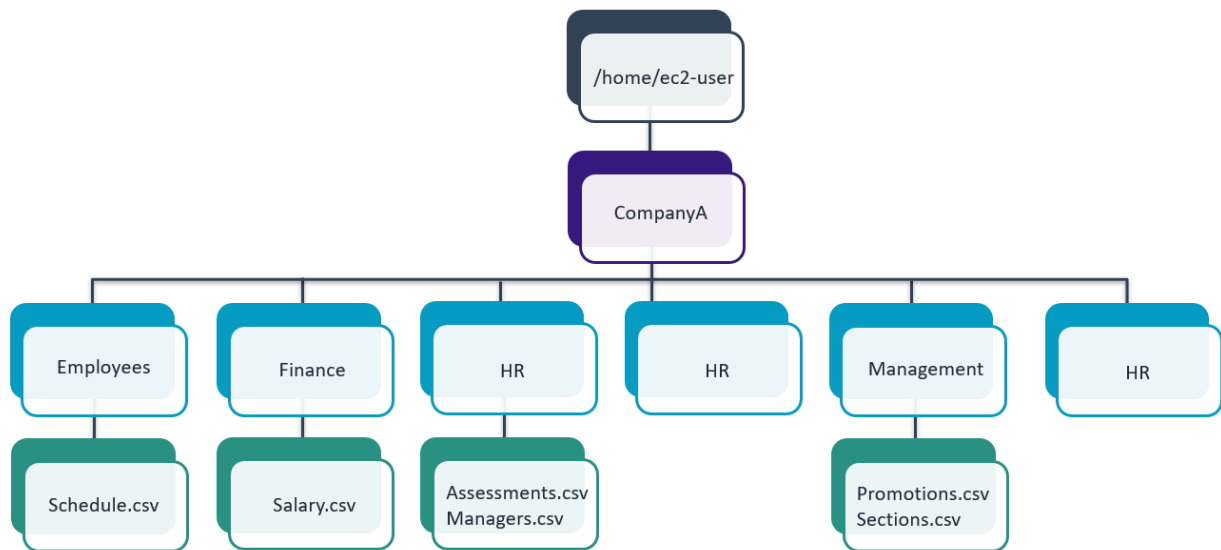 /home/ec2-user
CompanyA
Employees
Finance
HR
HR
Management
HR
Schedule.csv
Salary.csv
Assessments.csv
Managers.csv
Promotions.csv
Sections.csv